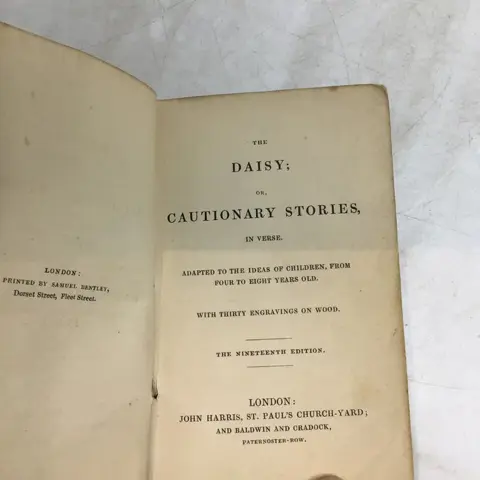 LONDON:
PRINTED BY SAMUEL BENTLEY,
Dorset Street, Fleet Street.
THE
DAISY;
OR,
CAUTIONARY STORIES,
IN VERSE.
ADAPTED TO THE IDEAS OF CHILDREN, FROM
FOUR TO EIGHT YEARS OLD.
WITH THIRTY ENGRAVINGS ON WOOD.
THE NINETEENTH EDITION.
LONDON:
JOHN HARRIS, ST. PAUL'S CHURCH-YARD;
AND BALDWIN AND CRADOCK,
PATERNOSTER-ROW.